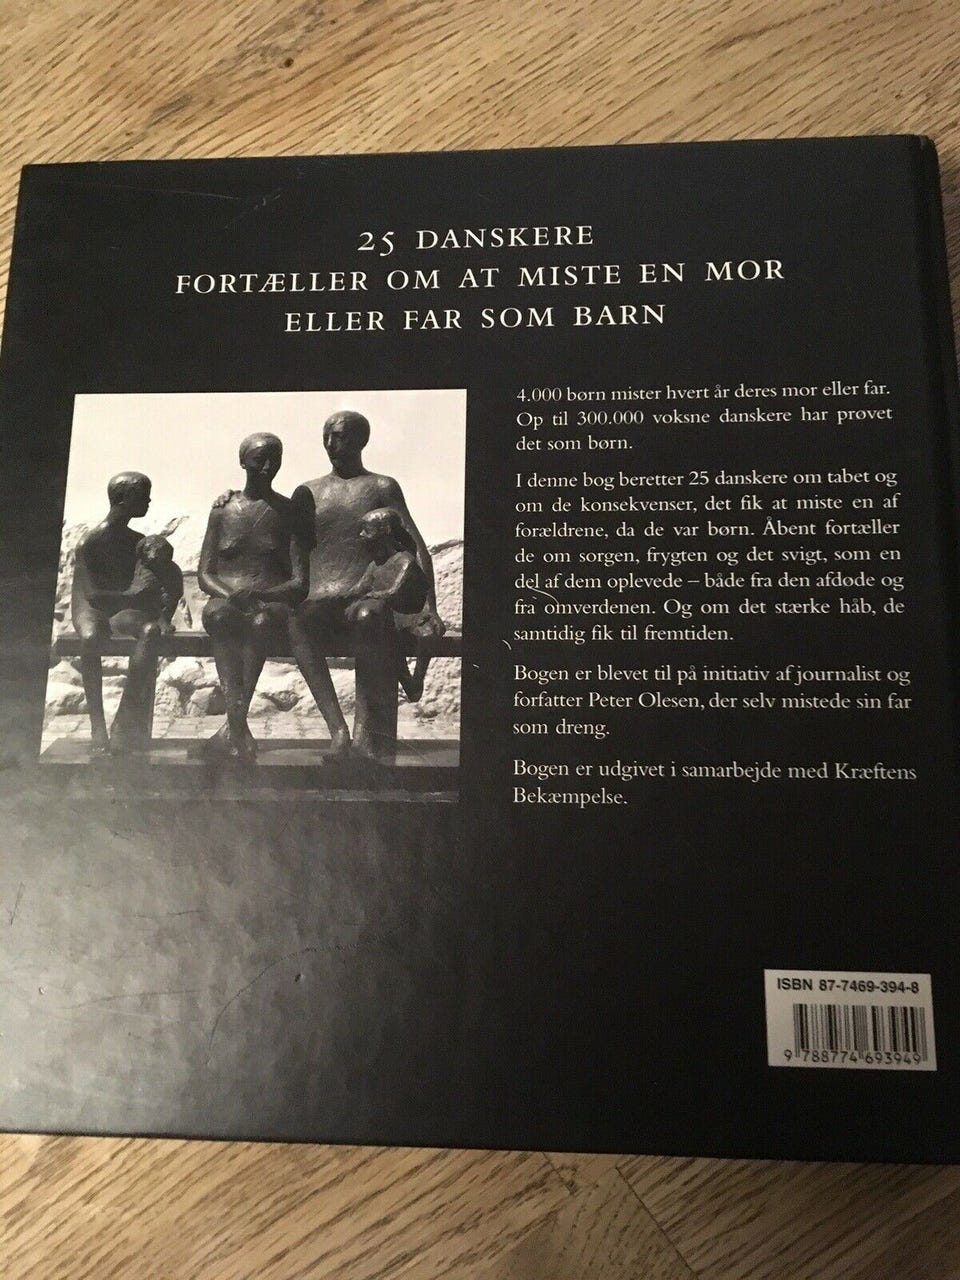 25 DANSKERE
FORTÆLLER OM AT MISTE EN MOR
ELLER FAR SOM BARN
4.000 børn mister hvert år deres mor eller far.
Op til 300.000 voksne danskere har prøvet
det som børn.
I denne bog beretter 25 danskere om tabet og
om de konsekvenser, det fik at miste en af
forældrene, da de var børn. Åbent fortæller
de om sorgen, frygten og det svigt, som en
del af dem oplevede – både fra den afdøde og
fra omverdenen. Og om det stærke håb, de
samtidig fik til fremtiden.
Bogen er blevet til på initiativ af journalist og
forfatter Peter Olesen, der selv mistede sin far
som dreng.
Bogen er udgivet i samarbejde med Kræftens
Bekæmpelse.
ISBN 87-7469-394-8
9 788774 693949